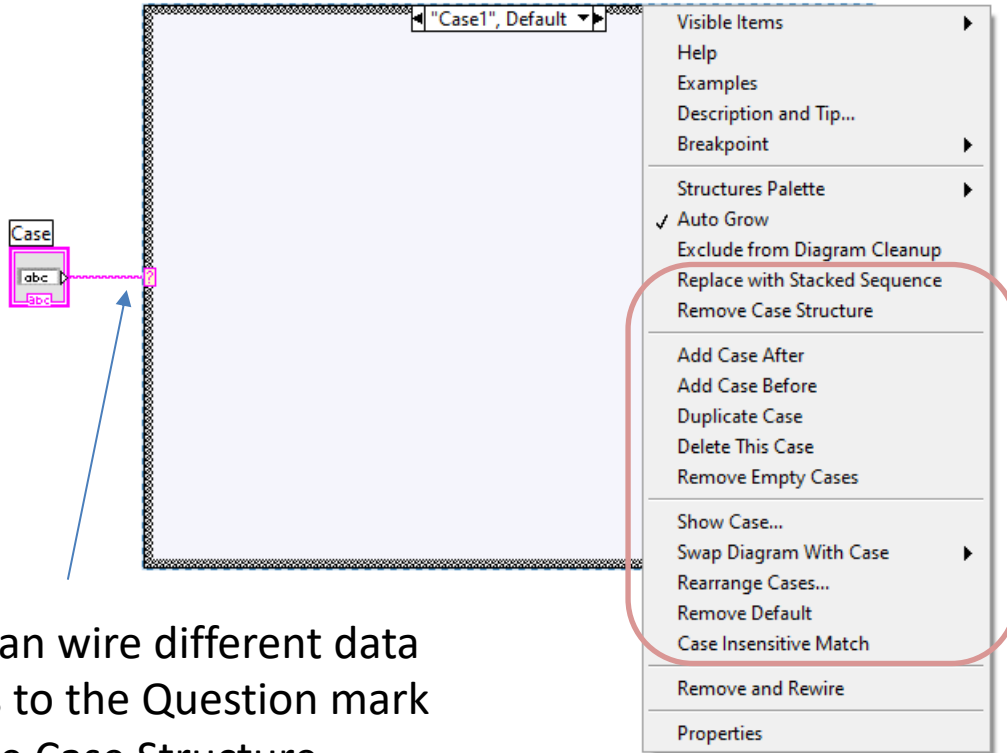 "Case1", Default
Visible Items
Help
Examples
Description and Tip...
Breakpoint
Structures Palette
Auto Grow
Exclude from Diagram Cleanup
Replace with Stacked Sequence
Remove Case Structure
Add Case After
Add Case Before
Duplicate Case
Delete This Case
Remove Empty Cases
Show Case...
Swap Diagram With Case
Rearrange Cases...
Remove Default
Case Insensitive Match
Remove and Rewire
Properties
Case
abc
abc
?
an wire different data
s to the Question mark
e Case Structure